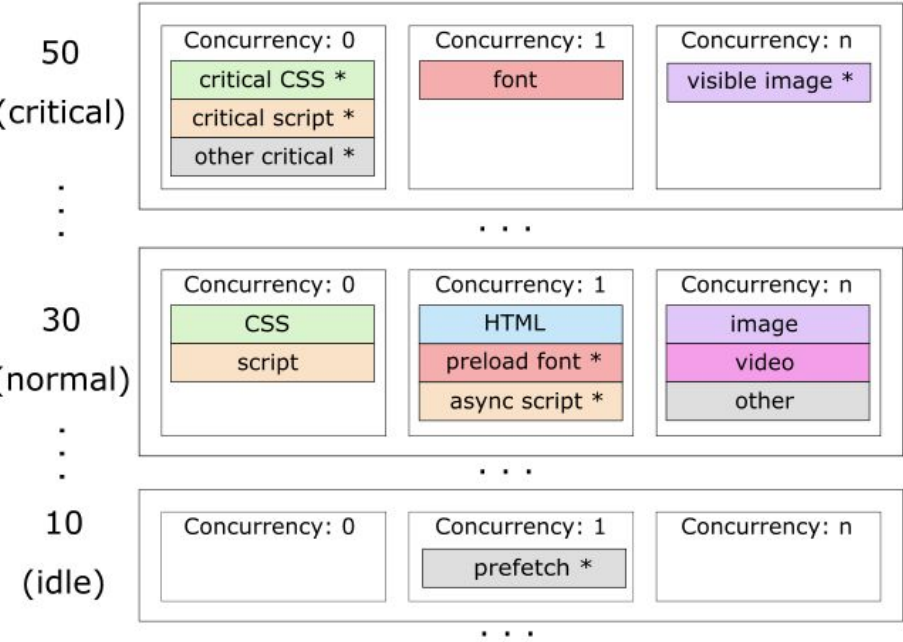 50
(critical)
Concurrency: 0
critical CSS *
critical script *
other critical *
Concurrency: 1
font
Concurrency: n
visible image *
. . .
. . .
30
(normal)
Concurrency: 0
CSS
script
Concurrency: 1
HTML
preload font *
async script *
Concurrency: n
image
video
other
. . .
. . .
10
(idle)
Concurrency: 0
Concurrency: 1
prefetch *
Concurrency: n
. . .